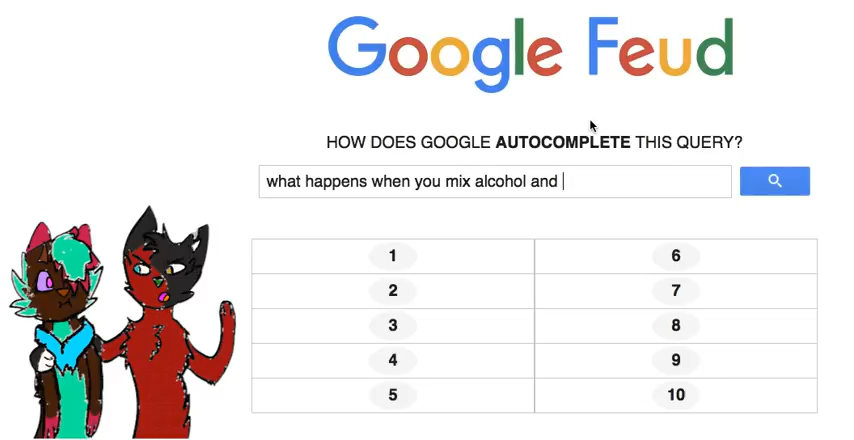 Google Feud
HOW DOES GOOGLE AUTOCOMPLETE THIS QUERY?
what happens when you mix alcohol and
1 6
2 7
3 8
4 9
5 10